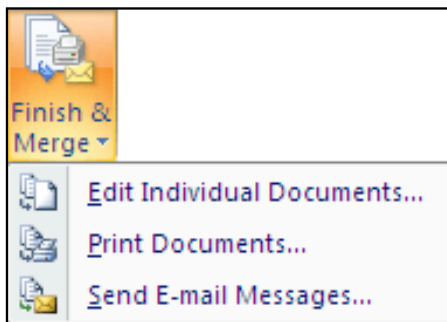 Finish &
Merge
Edit Individual Documents...
Print Documents...
Send E-mail Messages...